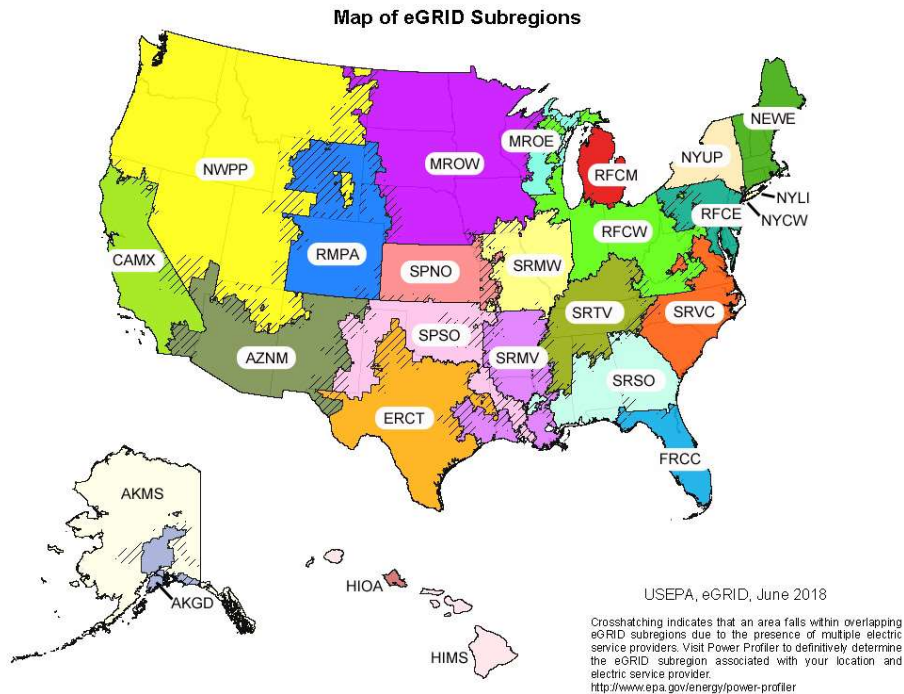 Map of eGRID Subregions
NEWE
MROE
NYUP
NWPP
MROW
RFCM
NYLI
RFCE
NYCW
RFCW
CAMX
RMPA
SRMW
SPNO
SRTV
SRVC
SPSO
AZNM
SRMV
SRSO
ERCT
FRCC
AKMS
HIOA
AKGD
HIMS
USEPA, eGRID, June 2018
Crosshatching indicates that an area falls within overlapping
eGRID subregions due to the presence of multiple electric
service providers. Visit Power Profiler to definitively determine
the eGRID subregion associated with your location and
electric service provider.
http://www.epa.gov/energy/power-profiler